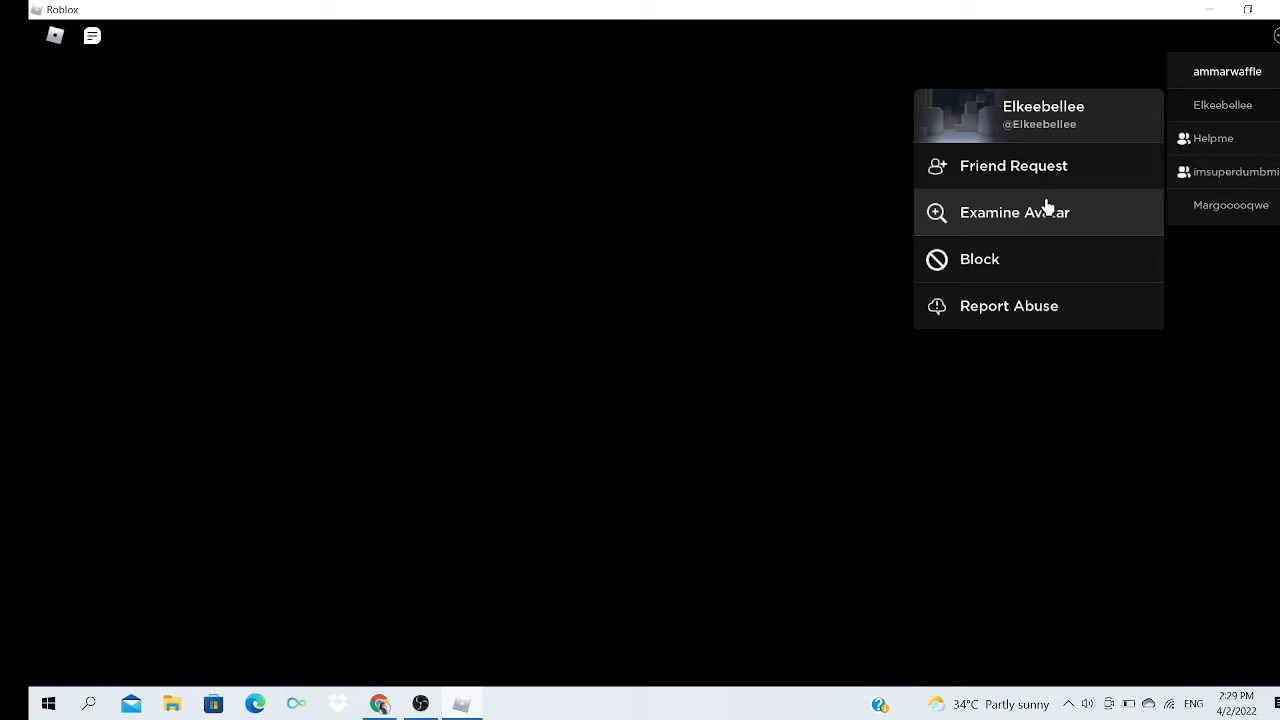 Roblox
ammarwaffle
Elkeebellee
@Elkeebellee
Elkeebellee
Helpme
Friend Request
imsuperdumbmi
Margooooqwe
Examine Avatar
Block
Report Abuse
34°C Partly sunny
ENG
2:29 PM
4/2/2022